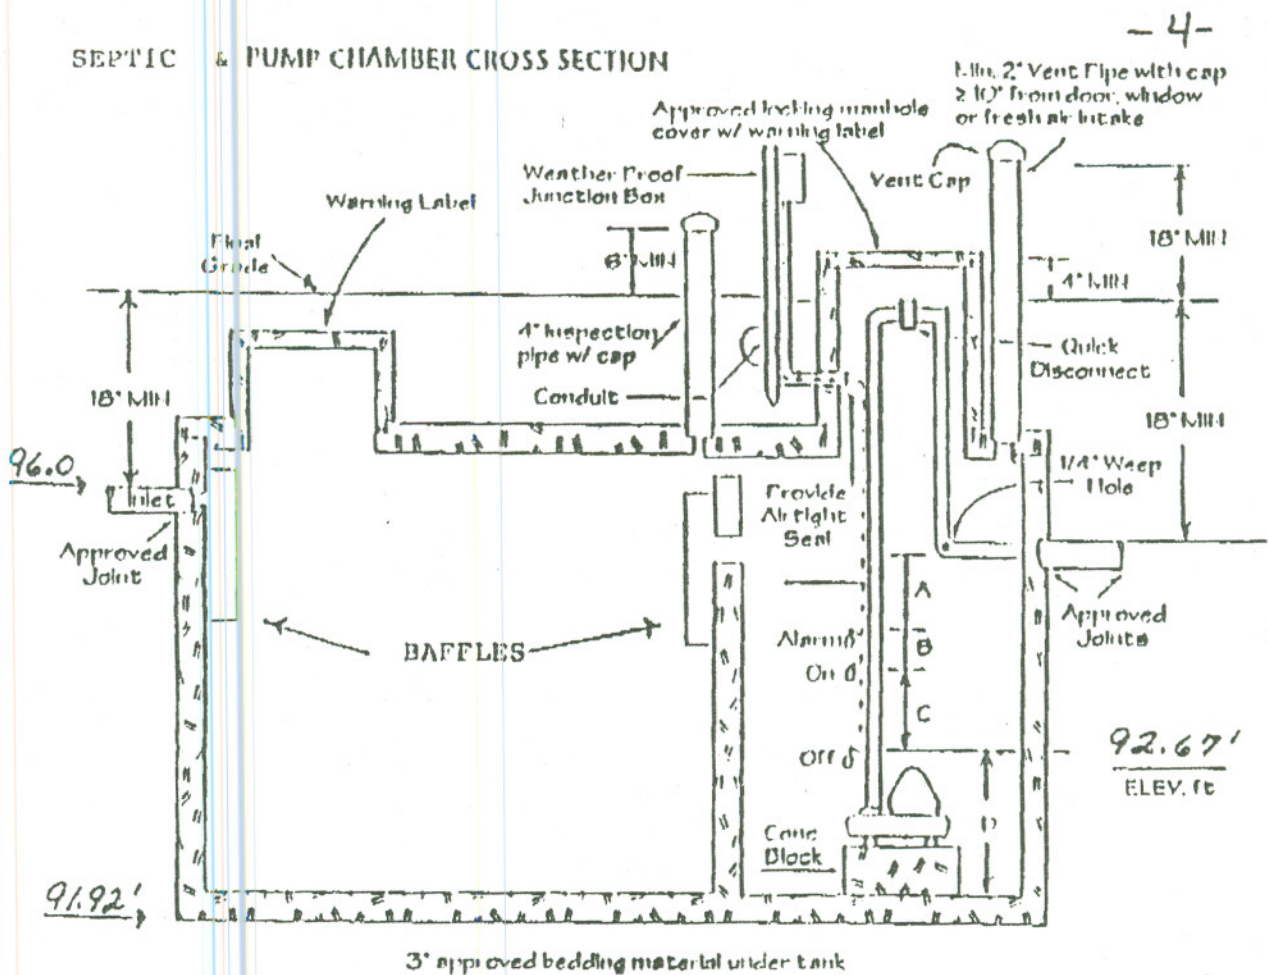 - 4 -
SEPTIC & PUMP CHAMBER CROSS SECTION
Min. 2" Vent Pipe with cap
≥ 10' from door, window
or fresh air intake
Approved locking manhole
cover w/ warning label
Weather Proof
Junction Box
Vent Cap
Warning Label
Final
Grade
6" MIN
18" MIN
4" MIN
4" Inspection
pipe w/ cap
Quick
Disconnect
Conduit
18" MIN
18" MIN
96.0
Inlet
1/4" Weep
Hole
Provide
Airtight
Seal
Approved
Joint
A
Approved
Joints
BAFFLES
Alarm
B
On
C
92.67'
ELEV. ft
Off
D
Conc
Block
91.92'
3" approved bedding material under tank